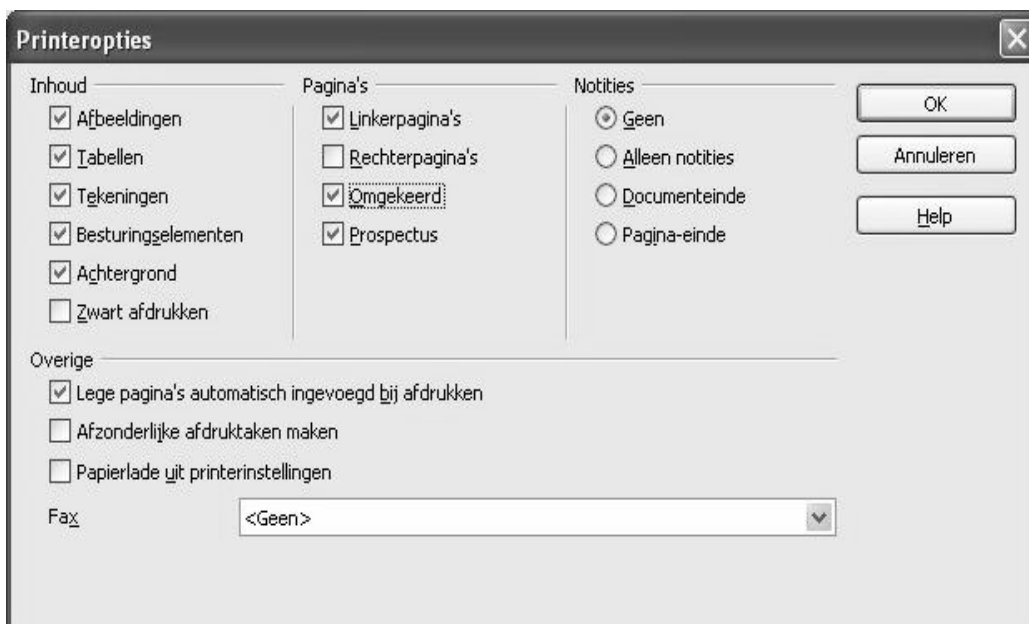 Printeropties
Inhoud
Afbeeldingen
Tabellen
Tekeningen
Besturingselementen
Achtergrond
Zwart afdrukken
Pagina's
Linkerpagina's
Rechterpagina's
Omgekeerd
Prospectus
Notities
Geen
Alleen notities
Documenteinde
Pagina-einde
OK
Annuleren
Help
Overige
Lege pagina's automatisch ingevoegd bij afdrukken
Afzonderlijke afdruktaken maken
Papierlade uit printerinstellingen
Fax <Geen>